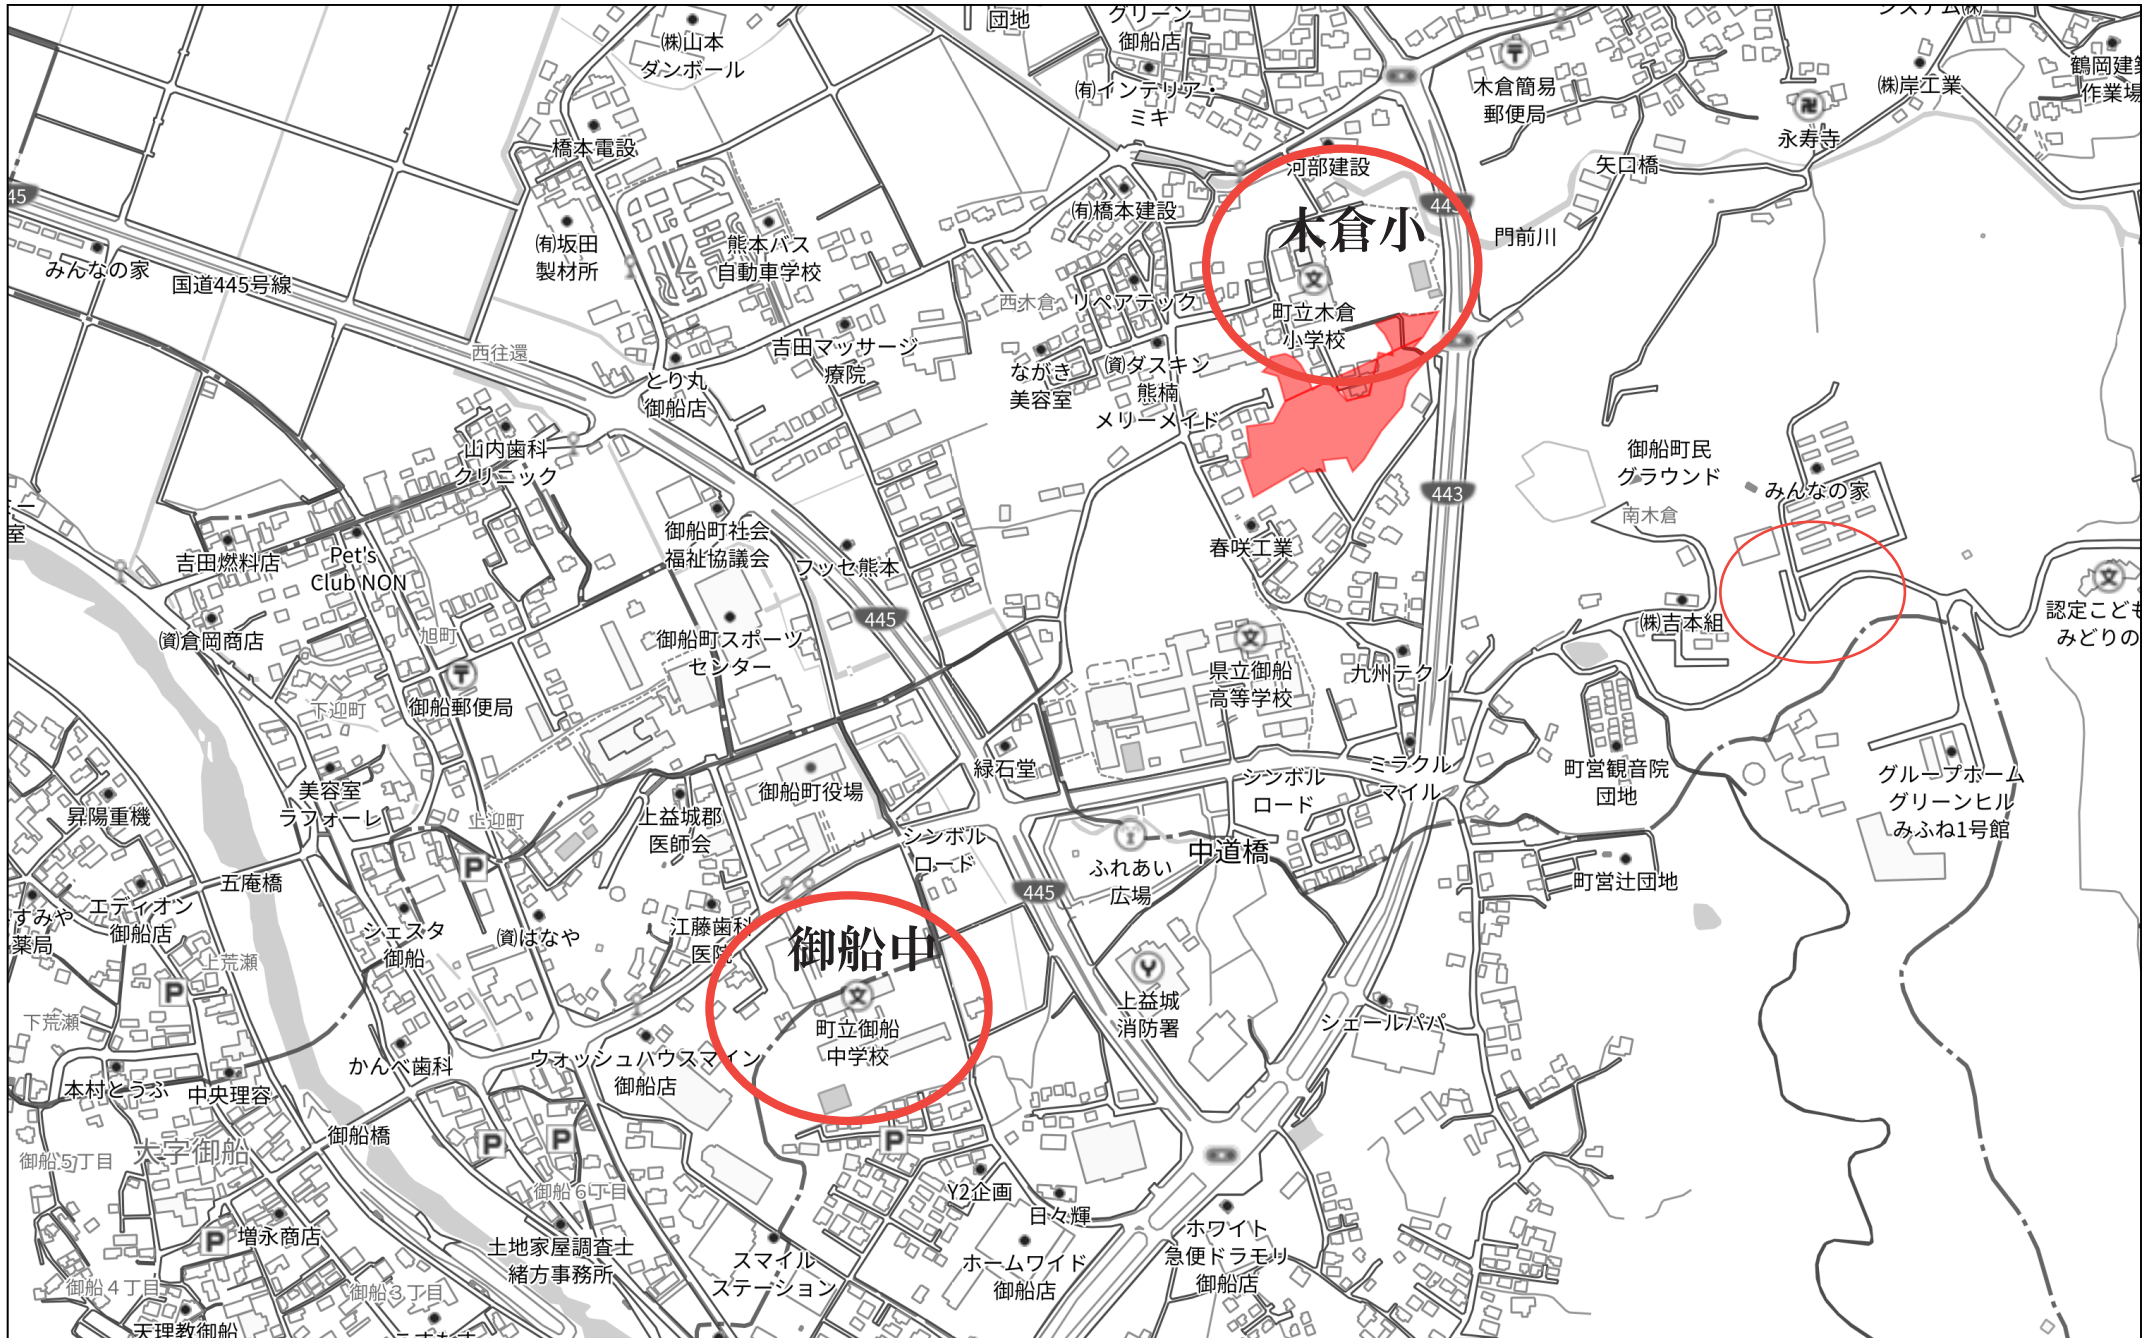 団地
グリーン
御船店
システム㈱
㈱山本
ダンボール
㈲インテリア・
ミキ
木倉簡易
郵便局
㈱岸工業
鶴岡建築
作業場
永寿寺
橋本電設
河部建設
矢口橋
45
443
㈲橋本建設
木倉小
門前川
㈲坂田
製材所
熊本バス
自動車学校
みんなの家
国道445号線
西木倉
リペアテック
町立木倉
小学校
西往還
吉田マッサージ
療院
とり丸
御船店
ながき
美容室
㈾ダスキン
熊楠
メリーメイド
山内歯科
クリニック
御船町民
グラウンド
みんなの家
443
南木倉
室
御船町社会
福祉協議会
フッセ熊本
春咲工業
吉田燃料店
Pet's
Club NON
445
認定こども
みどりの
㈾倉岡商店
旭町
御船町スポーツ
センター
県立御船
高等学校
九州テクノ
㈱吉本組
下迎町
御船郵便局
緑石堂
シンボル
ロード
ミラクル
マイル
町営観音院
団地
グループホーム
グリーンヒル
みふね1号館
美容室
ラフォーレ
昇陽重機
上迎町
御船町役場
上益城郡
医師会
シンボル
ロード
中道橋
ふれあい
広場
町営辻団地
P
五庵橋
445
エディオン
御船店
すみや
薬局
シェスタ
御船
㈾はなや
江藤歯科
医院
御船中
上荒瀬
P
下荒瀬
上益城
消防署
町立御船
中学校
シェールパパ
かんべ歯科
ウォッシュハウスマイン
御船店
本村とうふ
中央理容
御船橋
P
P
P
御船５丁目
大字御船
御船６丁目
Y2企画
日々輝
P
増永商店
土地家屋調査士
緒方事務所
スマイル
ステーション
ホームワイド
御船店
ホワイト
急便ドラモリ
御船店
御船４丁目
御船３丁目
天理教御船